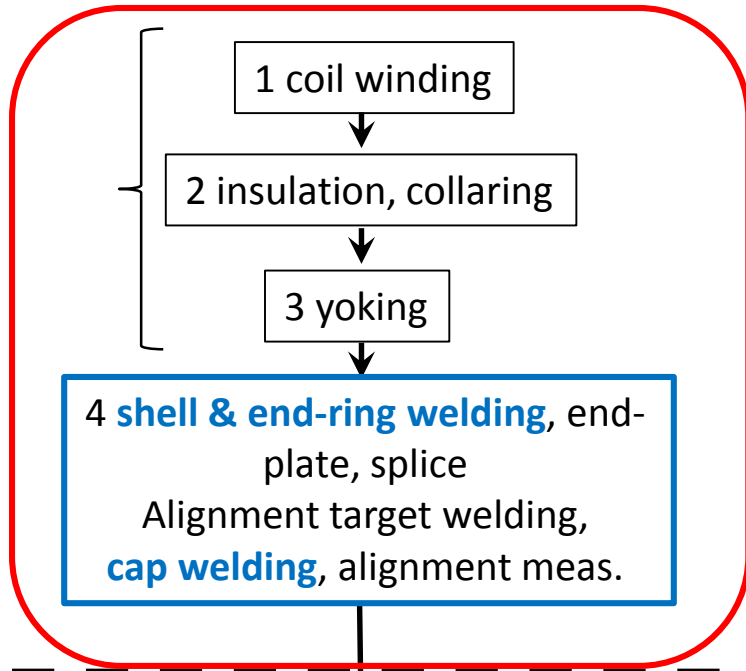 1 coil winding
2 insulation, collaring
3 yoking
4 shell & end-ring welding, end-
plate, splice
Alignment target welding,
cap welding, alignment meas.